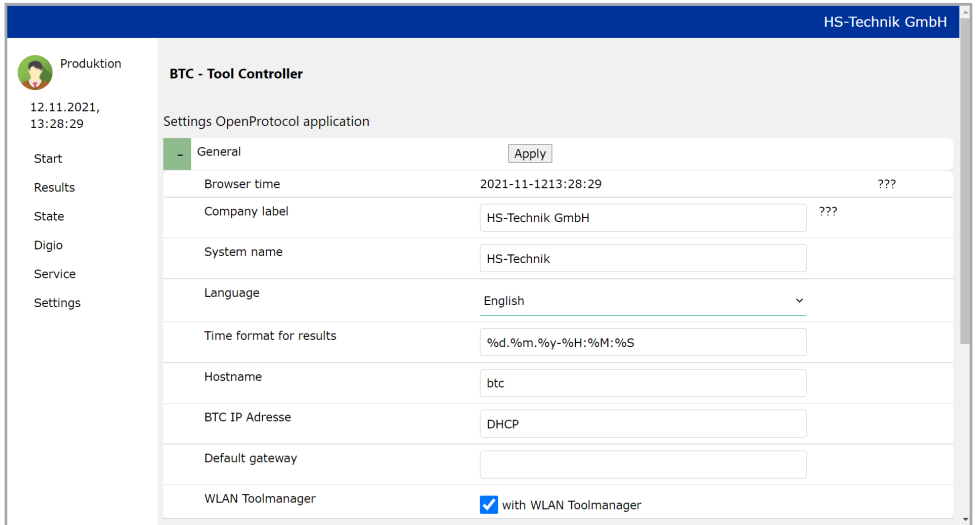 HS-Technik GmbH
Produktion
12.11.2021,
13:28:29
Start
Results
State
Digio
Service
Settings
BTC - Tool Controller
Settings OpenProtocol application
- General Apply
Browser time 2021-11-1213:28:29 ???
Company label HS-Technik GmbH ???
System name HS-Technik
Language English
Time format for results %d.%m.%y-%H:%M:%S
Hostname btc
BTC IP Adresse DHCP
Default gateway
WLAN Toolmanager with WLAN Toolmanager